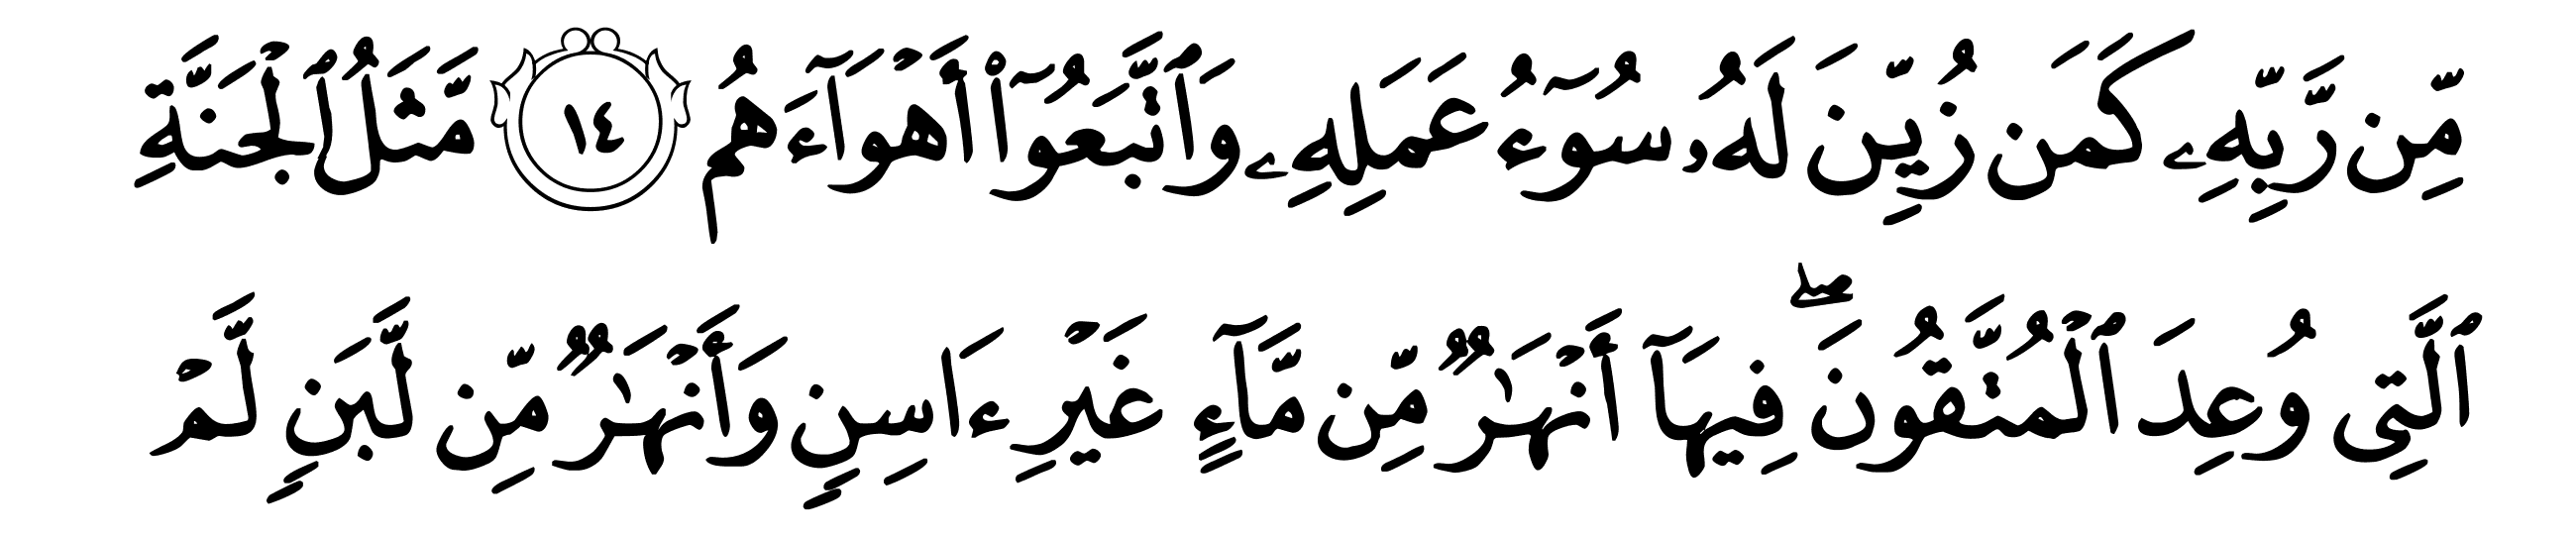 مِّن رَّبِّهِۦ كَمَن زُيِّنَ لَهُۥ سُوٓءُ عَمَلِهِۦ وَٱتَّبَعُوٓا۟ أَهْوَآءَهُم ١٤ مَّثَلُ ٱلْجَنَّةِ
ٱلَّتِى وُعِدَ ٱلْمُتَّقُونَ ۖ فِيهَآ أَنْهَـٰرٌ مِّن مَّآءٍ غَيْرِ ءَاسِنٍ وَأَنْهَـٰرٌ مِّن لَّبَنٍ لَّمْ